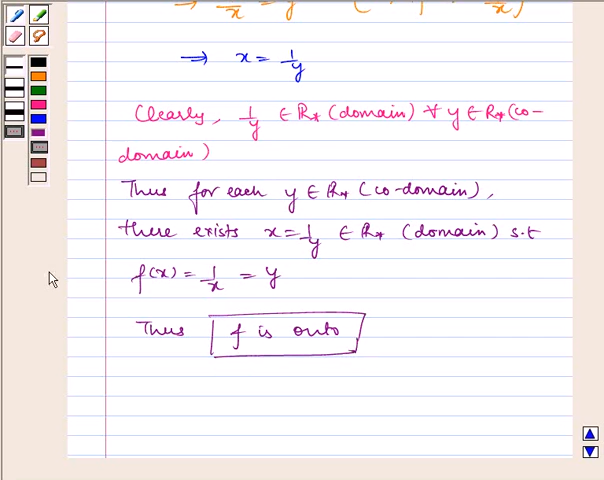 → 1/x = y
→ x = 1/y
Clearly, 1/y ∈ R* (domain) ∀ y ∈ R* (co-
domain)
Thus for each y ∈ R* (co-domain),
there exists x = 1/y ∈ R* (domain) s.t
f(x) = 1/x = y
Thus f is onto